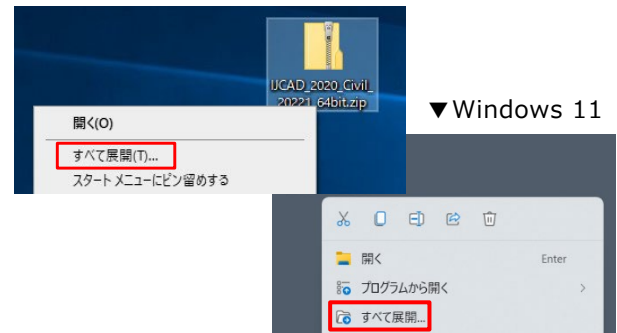 IJCAD_2020_Civil_
20221_64bit.zip
開く(O)
すべて展開(T)...
スタート メニューにピン留めする
▼Windows 11
開く Enter
プログラムから開く >
すべて展開...